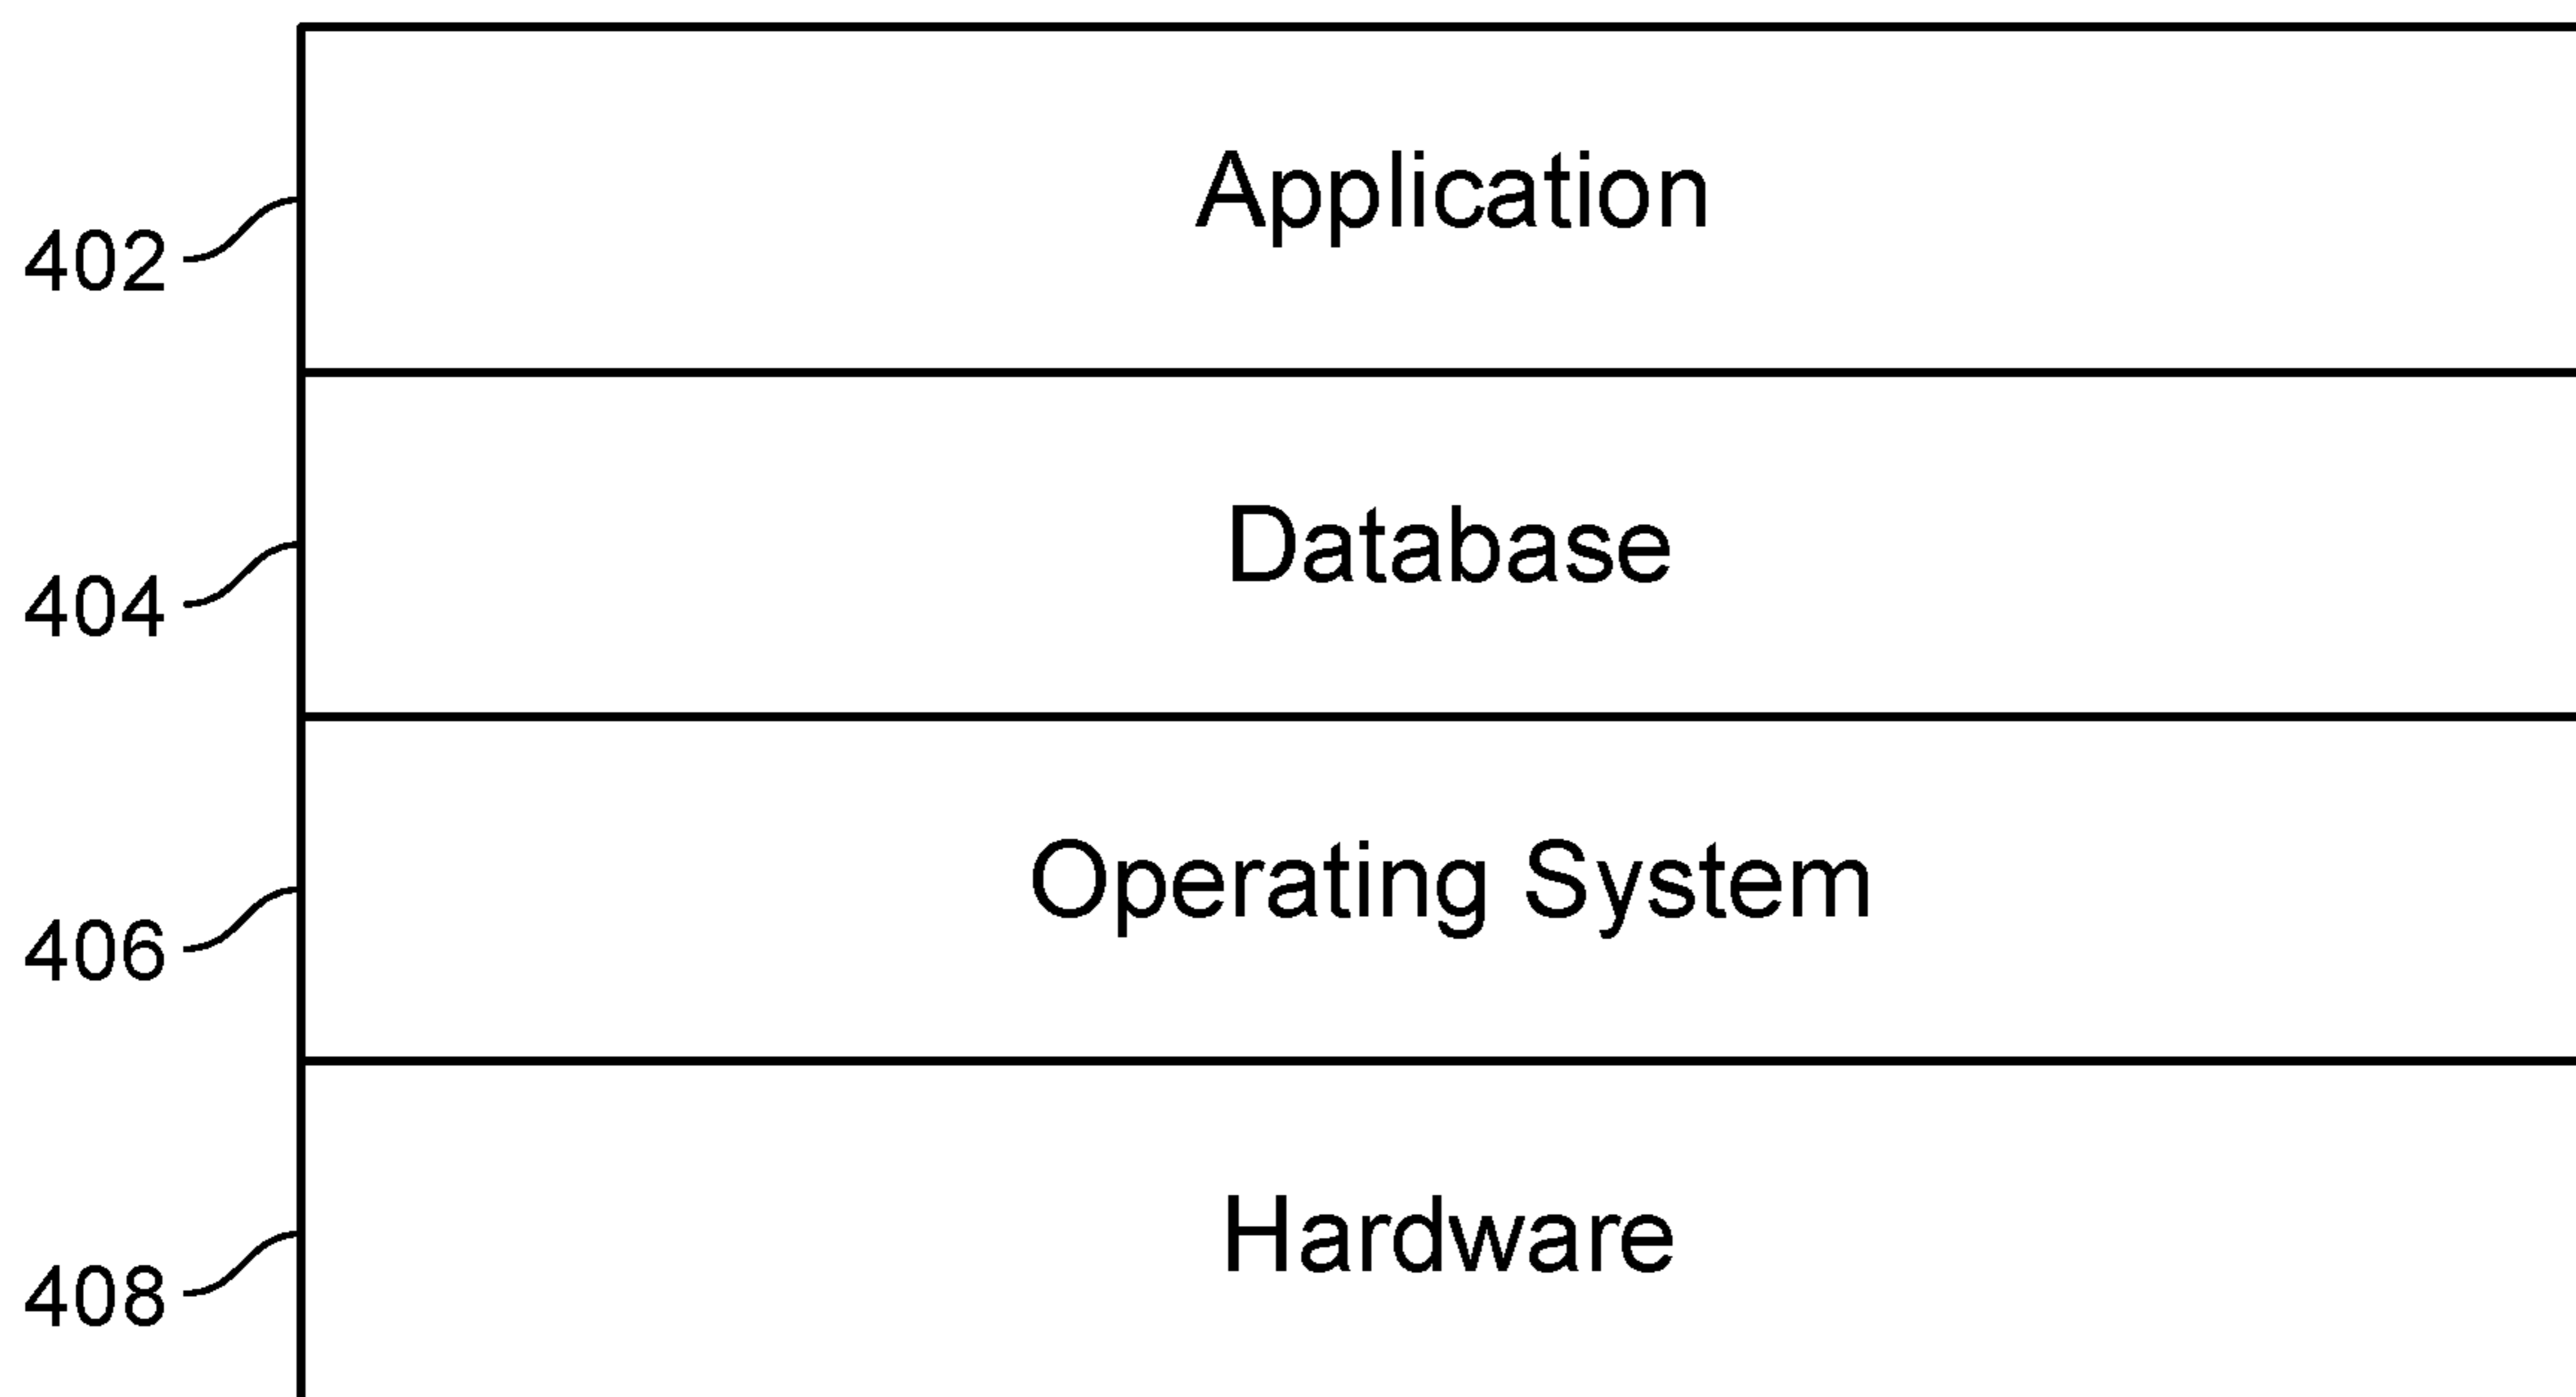 Application
402
Database
404
Operating System
406
Hardware
408